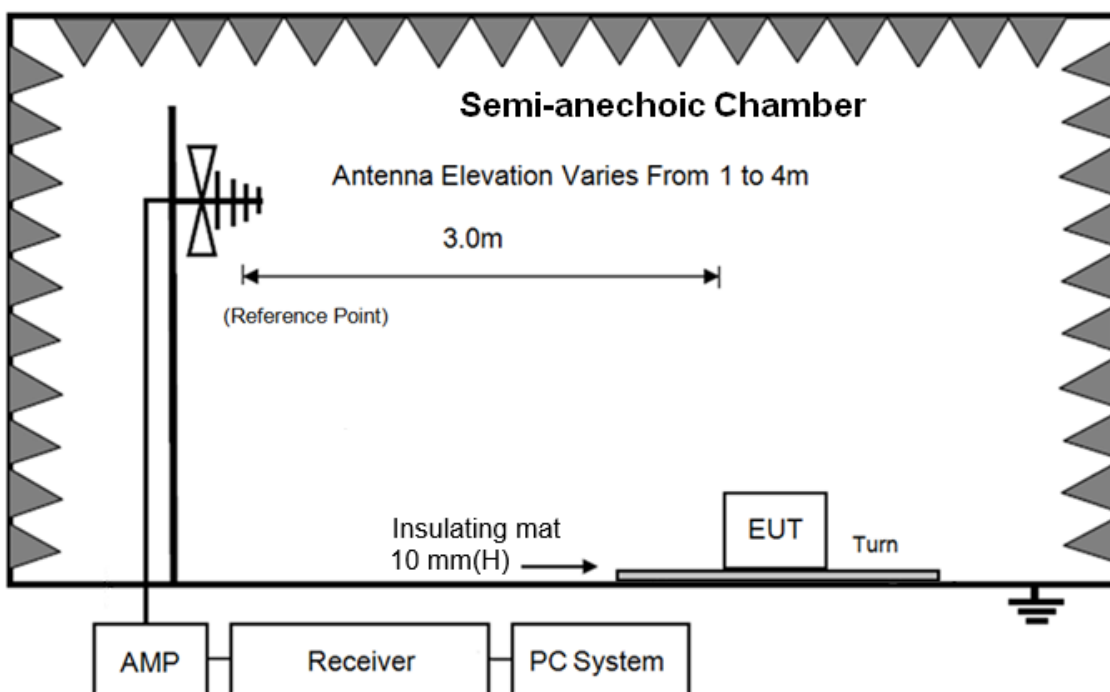 Semi-anechoic Chamber
Antenna Elevation Varies From 1 to 4m
3.0m
(Reference Point)
Insulating mat
10 mm(H)
EUT
Turn
AMP
Receiver
PC System